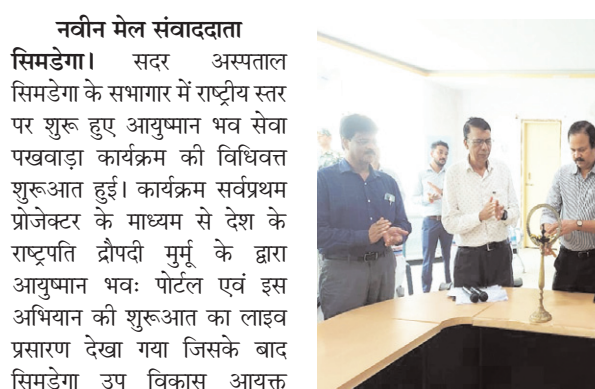 नवीन मेल संवाददाता
सिमडेगा। सदर अस्पताल
सिमडेगा के सभागार में राष्ट्रीय स्तर
पर शुरू हुए आयुष्मान भव सेवा
पखवाड़ा कार्यक्रम की विधिवत्त
शुरूआत हुई। कार्यक्रम सर्वप्रथम
प्रोजेक्टर के माध्यम से देश के
राष्ट्रपति द्रौपदी मुर्मू के द्वारा
आयुष्मान भवः पोर्टल एवं इस
अभियान की शुरूआत का लाइव
प्रसारण देखा गया जिसके बाद
सिमडेगा उप विकास आयुक्त